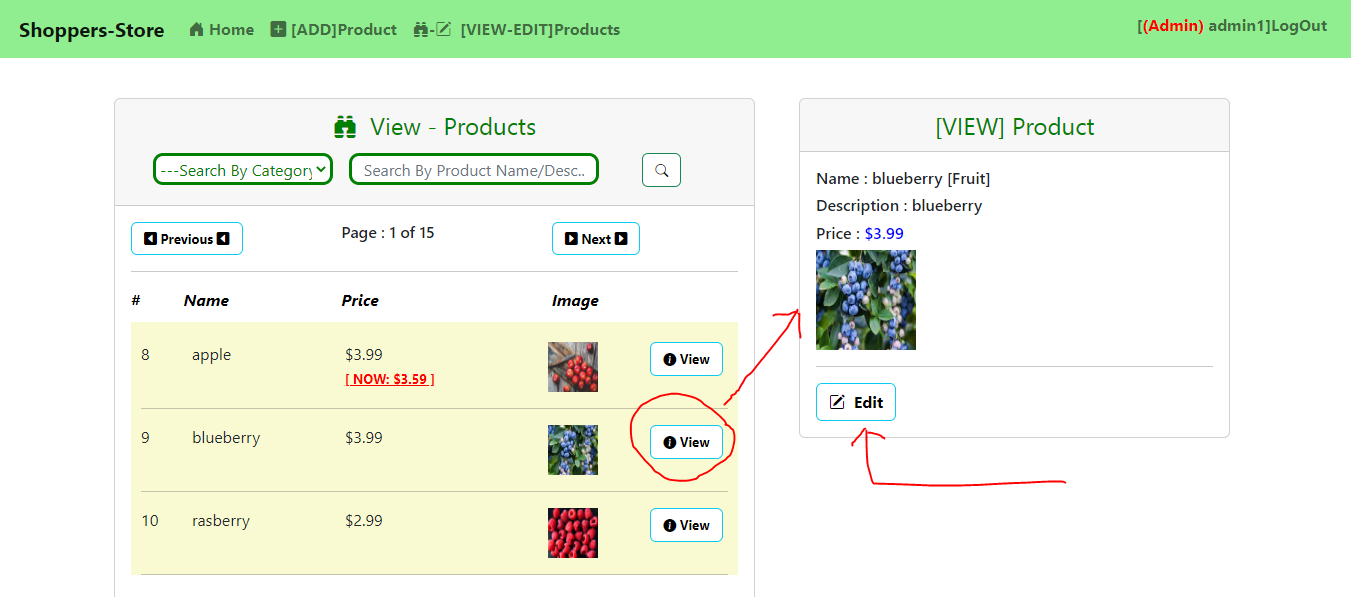 Shoppers-Store Home [ADD]Product - [VIEW-EDIT]Products [(Admin) admin1]LogOut
View - Products
---Search By Category Search By Product Name/Desc..
Previous Page : 1 of 15 Next
# Name Price Image
8 apple $3.99 View
[ NOW: $3.59 ]
9 blueberry $3.99 View
10 rasberry $2.99 View
[VIEW] Product
Name : blueberry [Fruit]
Description : blueberry
Price : $3.99
Edit